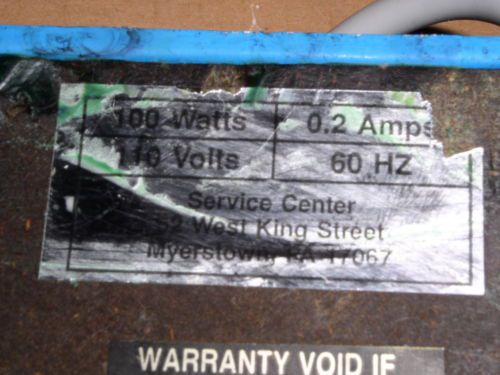 100 Watts 0.2 Amps
110 Volts 60 HZ
Service Center
52 West King Street
Myerstown, PA 17067
WARRANTY VOID IF